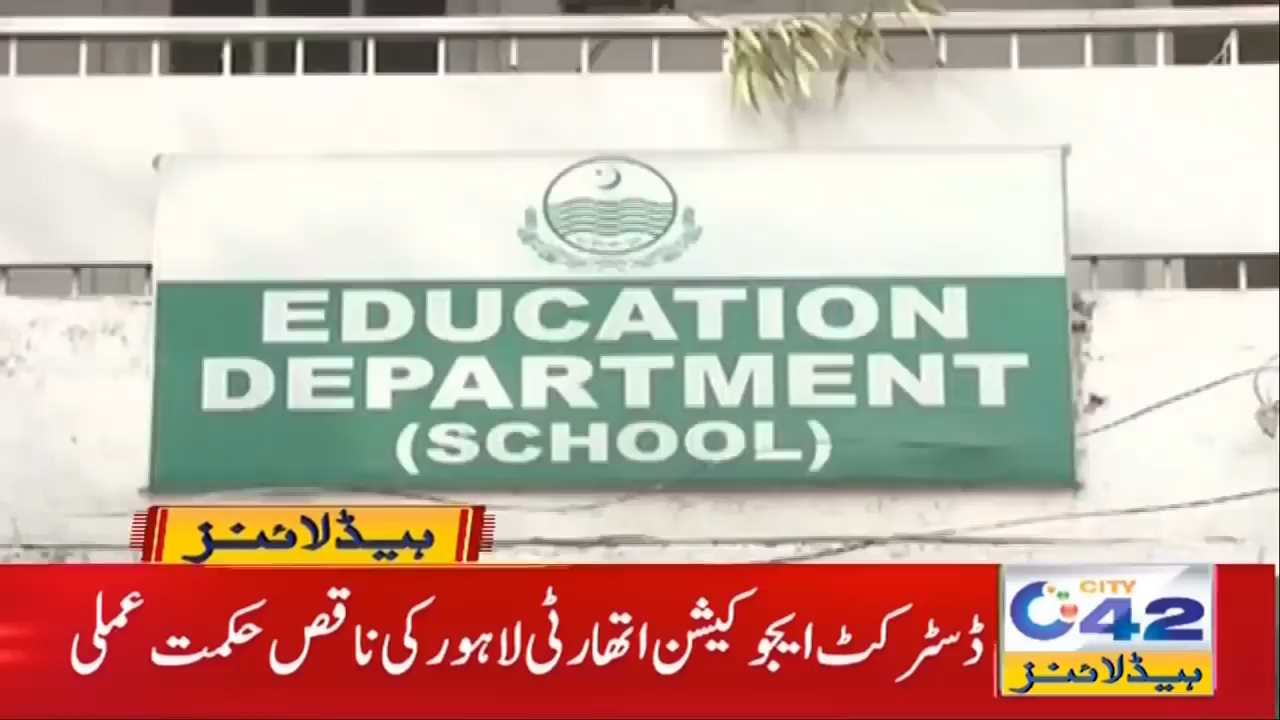 EDUCATION
DEPARTMENT
(SCHOOL)
ہیڈلائنز
ڈسٹرکٹ ایجوکیشن اتھارٹی لاہور کی ناقص حکمت عملی
CITY
42
ہیڈلائنز